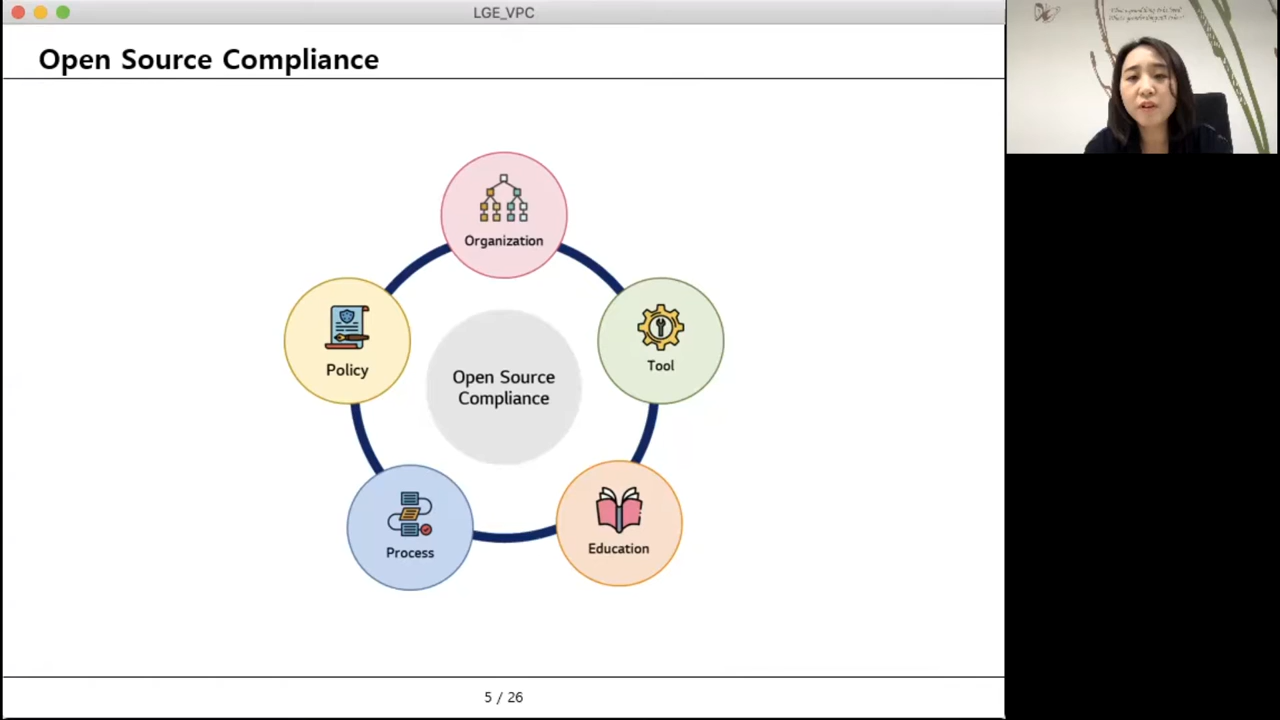 LGE_VPC
Open Source Compliance
Organization
Policy
Tool
Open Source
Compliance
Process
Education
5 / 26